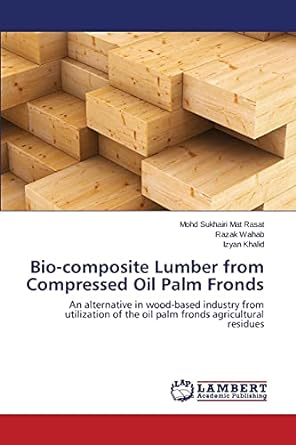 Mohd Sukhairi Mat Rasat
Razak Wahab
Izyan Khalid
Bio-composite Lumber from
Compressed Oil Palm Fronds
An alternative in wood-based industry from
utilization of the oil palm fronds agricultural
residues
LAMBERT
Academic Publishing